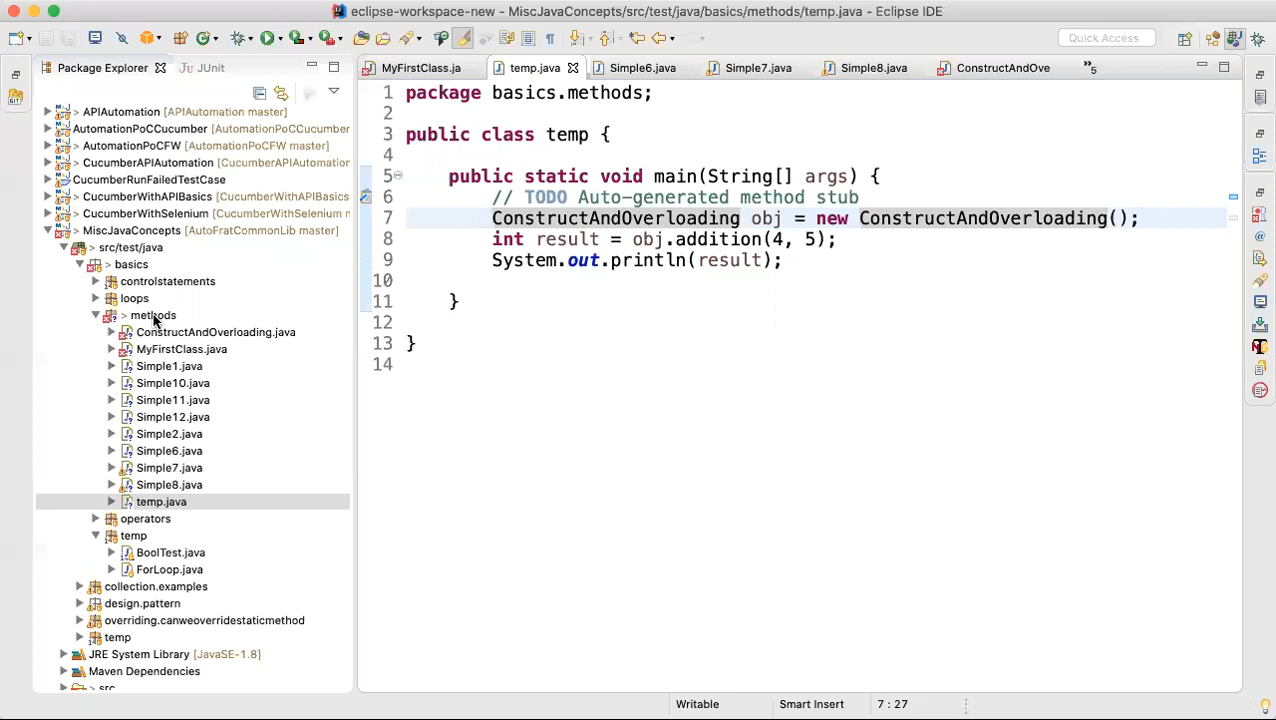 eclipse-workspace-new - MiscJavaConcepts/src/test/java/basics/methods/temp.java - Eclipse IDE
Quick Access
Package Explorer
JUnit
MyFirstClass.ja
temp.java
Simple6.java
Simple7.java
Simple8.java
ConstructAndOve
»5
> APIAutomation [APIAutomation master]
AutomationPoCCucumber [AutomationPoCCucumber
> AutomationPoCFW [AutomationPoCFW master]
> CucumberAPIAutomation [CucumberAPIAutomation
CucumberRunFailedTestCase
> CucumberWithAPIBasics [CucumberWithAPIBasics
> CucumberWithSelenium [CucumberWithSelenium r
> MiscJavaConcepts [AutoFratCommonLib master]
> src/test/java
> basics
controlstatements
loops
> methods
ConstructAndOverloading.java
MyFirstClass.java
Simple1.java
Simple10.java
Simple11.java
Simple12.java
Simple2.java
Simple6.java
Simple7.java
Simple8.java
temp.java
operators
temp
BoolTest.java
ForLoop.java
collection.examples
design.pattern
overriding.canweoverridestaticmethod
temp
JRE System Library [JavaSE-1.8]
Maven Dependencies
> src
1 package basics.methods;
2
3 public class temp {
4
5 public static void main(String[] args) {
6 // TODO Auto-generated method stub
7 ConstructAndOverloading obj = new ConstructAndOverloading();
8 int result = obj.addition(4, 5);
9 System.out.println(result);
10
11 }
12
13 }
14
Writable
Smart Insert
7 : 27